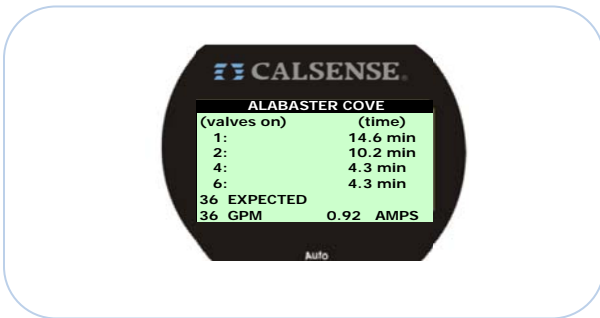 CALSENSE®
ALABASTER COVE
(valves on) (time)
1: 14.6 min
2: 10.2 min
4: 4.3 min
6: 4.3 min
36 EXPECTED
36 GPM 0.92 AMPS
Auto